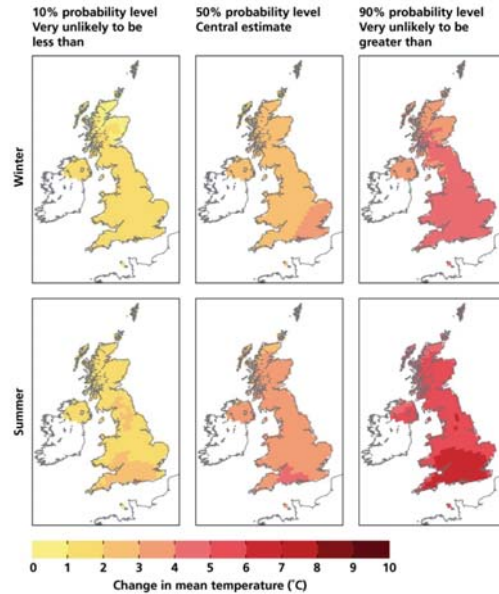 10% probability level
Very unlikely to be
less than
50% probability level
Central estimate
90% probability level
Very unlikely to be
greater than
Winter
Summer
0 1 2 3 4 5 6 7 8 9 10
Change in mean temperature (˚C)